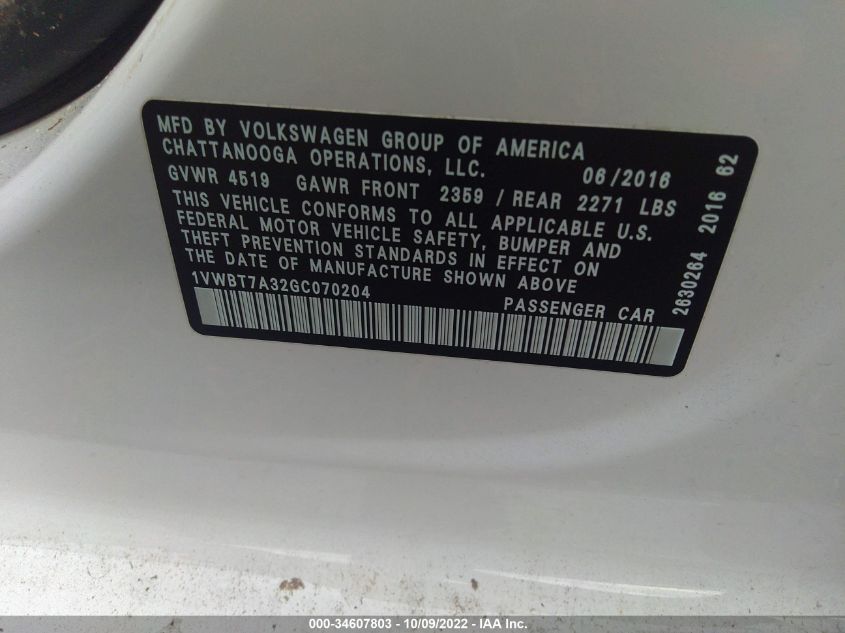 MFD BY VOLKSWAGEN GROUP OF AMERICA
CHATTANOOGA OPERATIONS, LLC. 06/2016
GVWR 4519 GAWR FRONT 2359 / REAR 2271 LBS
THIS VEHICLE CONFORMS TO ALL APPLICABLE U.S.
FEDERAL MOTOR VEHICLE SAFETY, BUMPER AND
THEFT PREVENTION STANDARDS IN EFFECT ON
THE DATE OF MANUFACTURE SHOWN ABOVE
1VWBT7A32GC070204 PASSENGER CAR
2630264 2016 62
000-34607803 - 10/09/2022 - IAA Inc.